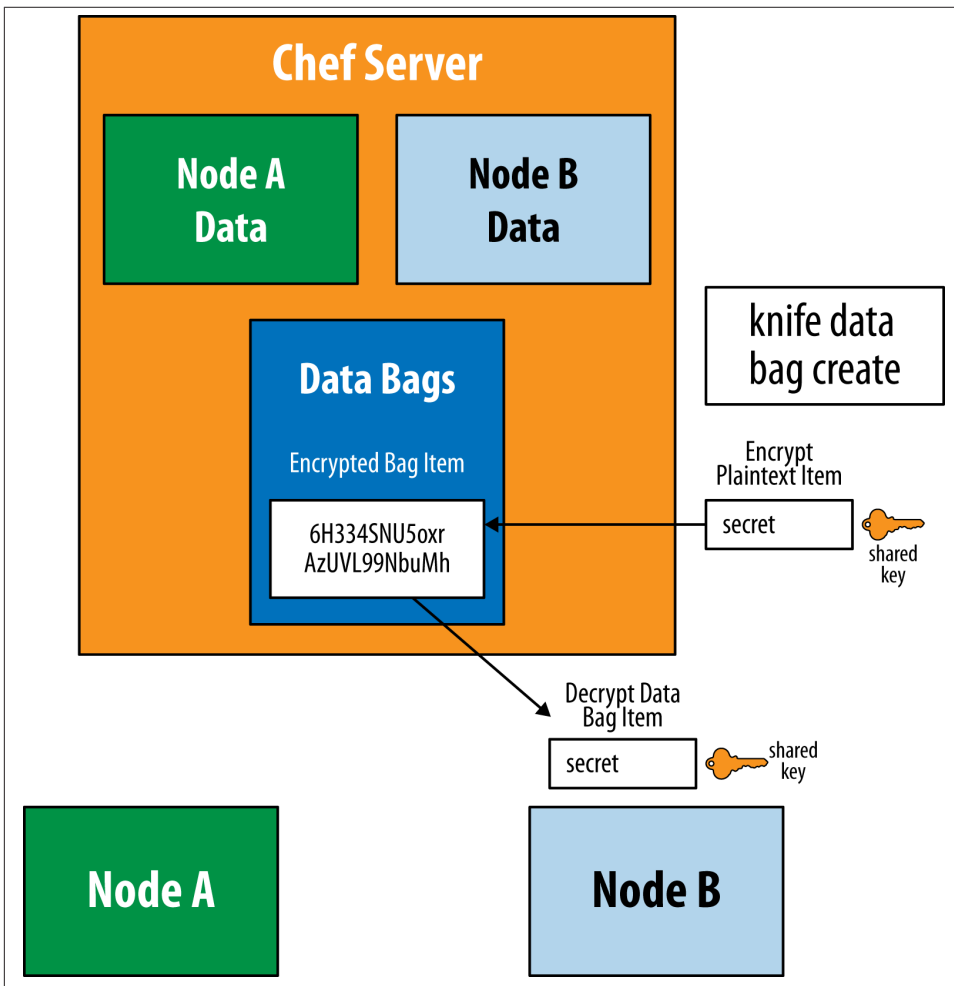 Chef Server
Node A
Data
Node B
Data
knife data
bag create
Data Bags
Encrypted Bag Item
6H334SNU5oxr
AzUVL99NbuMh
Encrypt
Plaintext Item
secret
shared
key
Decrypt Data
Bag Item
secret
shared
key
Node A
Node B